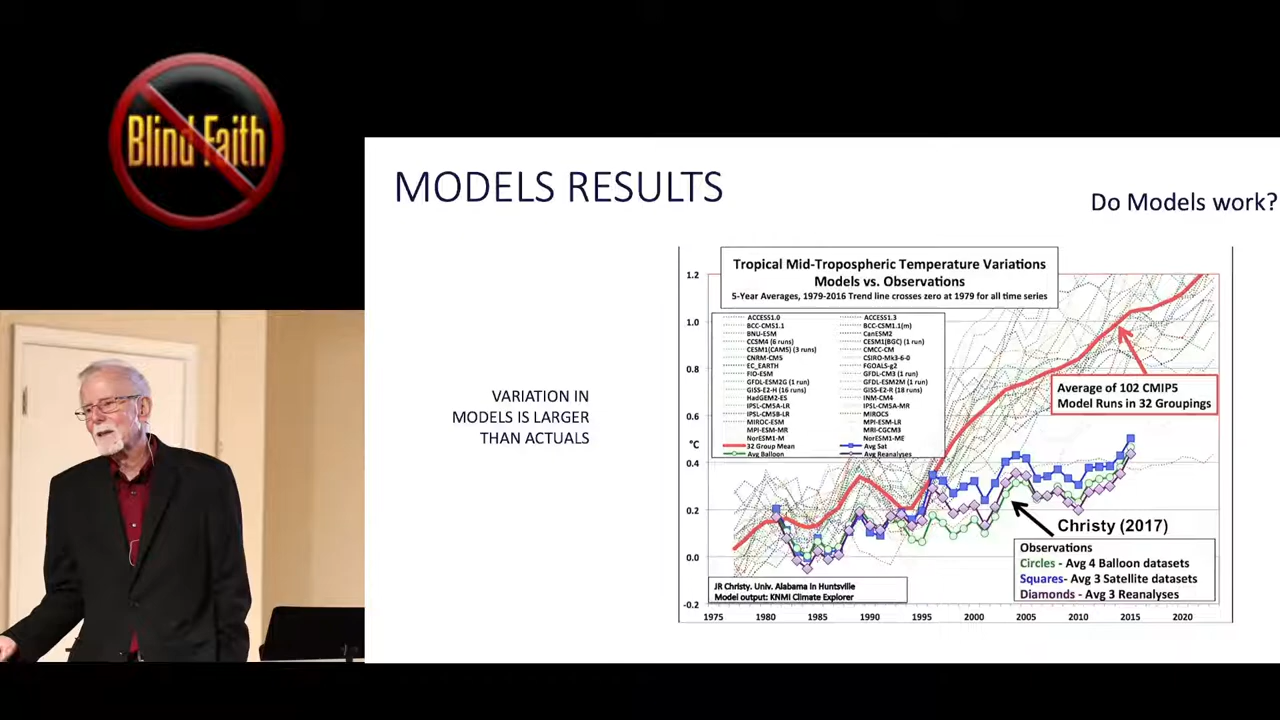 Blind Faith
MODELS RESULTS
Do Models work?
VARIATION IN
MODELS IS LARGER
THAN ACTUALS
Tropical Mid-Tropospheric Temperature Variations
Models vs. Observations
5-Year Averages, 1979-2016 Trend line crosses zero at 1979 for all time series
ACCESS1.0 ACCESS1.3
BCC-CMS1.1 BCC-CSM1.1(m)
BNU-ESM CanESM2
CCSM4 (6 runs) CESM1(BGC) (1 run)
CESM1(CAM5) (3 runs) CMCC-CM
CNRM-CM5 CSIRO-Mk3-6-0
EC_EARTH FGOALS-g2
FIO-ESM GFDL-CM3 (1 run)
GFDL-ESM2G (1 run) GFDL-ESM2M (1 run)
GISS-E2-H (16 runs) GISS-E2-R (18 runs)
HadGEM2-ES INM-CM4
IPSL-CM5A-LR IPSL-CM5A-MR
IPSL-CM5B-LR MIROC5
MIROC-ESM MPI-ESM-LR
MPI-ESM-MR MRI-CGCM3
NorESM1-M NorESM1-ME
32 Group Mean Avg Sat
Avg Balloon Avg Reanalyses
1.2
1.0
0.8
0.6
°C
0.4
0.2
0.0
-0.2
Average of 102 CMIP5
Model Runs in 32 Groupings
Christy (2017)
Observations
Circles - Avg 4 Balloon datasets
Squares- Avg 3 Satellite datasets
Diamonds - Avg 3 Reanalyses
JR Christy. Univ. Alabama in Huntsville
Model output: KNMI Climate Explorer
1975 1980 1985 1990 1995 2000 2005 2010 2015 2020